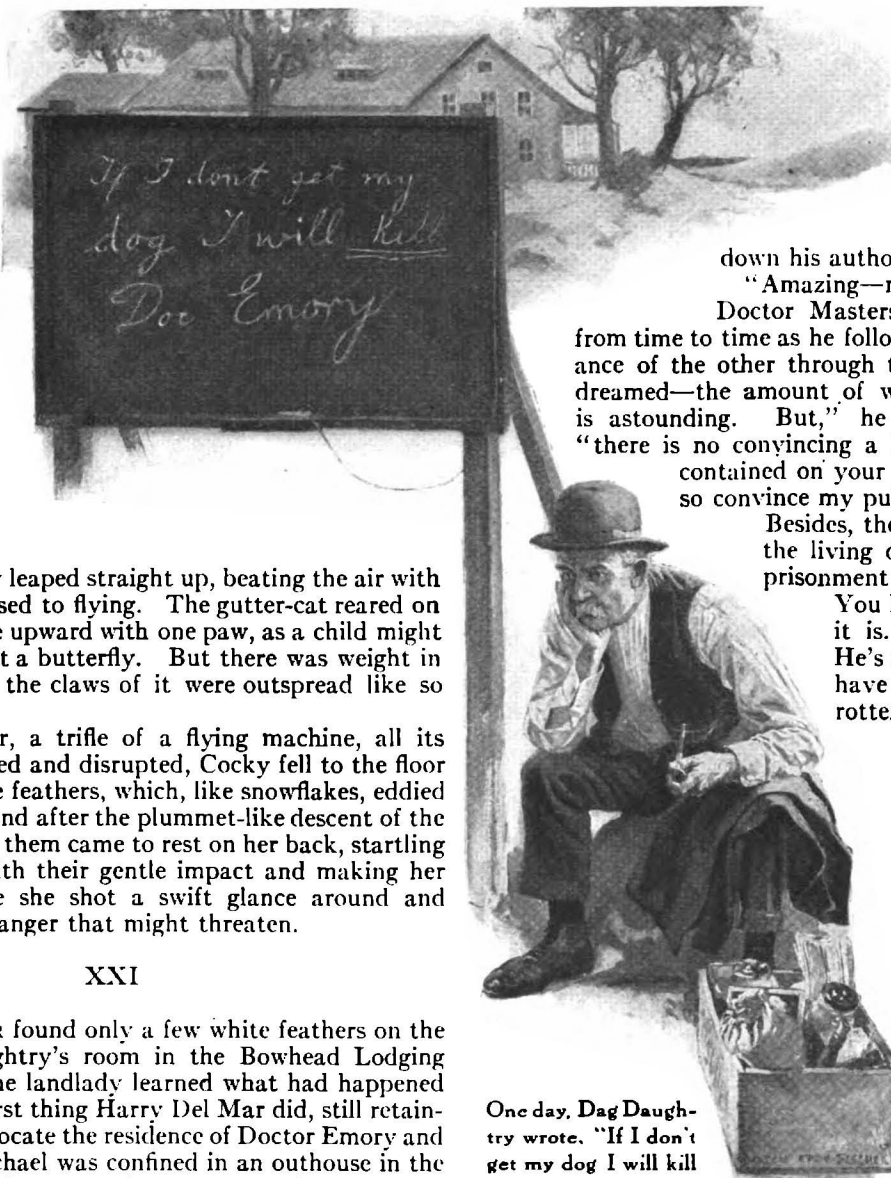 If I dont get my
dog I will kill
Doc Emory
down his autho
"Amazing—
Doctor Masters
from time to time as he follo
ance of the other through t
dreamed—the amount of w
is astounding. But," he
"there is no convincing a
contained on your
so convince my pu
Besides, the
the living
prisonment
You
it is.
He's
have
rotte
leaped straight up, beating the air with
sed to flying. The gutter-cat reared on
e upward with one paw, as a child might
t a butterfly. But there was weight in
the claws of it were outspread like so
r, a trifle of a flying machine, all its
ed and disrupted, Cocky fell to the floor
e feathers, which, like snowflakes, eddied
nd after the plummet-like descent of the
them came to rest on her back, startling
th their gentle impact and making her
e she shot a swift glance around and
anger that might threaten.
XXI
found only a few white feathers on the
ghtry's room in the Bowhead Lodging
he landlady learned what had happened
rst thing Harry Del Mar did, still retain-
ocate the residence of Doctor Emory and
chael was confined in an outhouse in the
One day, Dag Daugh-
try wrote, "If I don't
get my dog I will kill